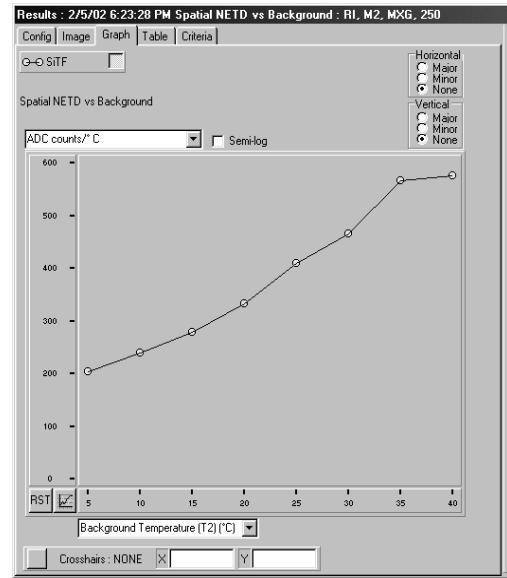 Results : 2/5/02 6:23:28 PM Spatial NETD vs Background : RI, M2, MXG, 250
Config Image Graph Table Criteria
SiTF
Horizontal
Major
Minor
None
Spatial NETD vs Background
Vertical
Major
Minor
None
ADC counts/° C
Semi-log
600
500
400
300
200
100
0
RST
5 10 15 20 25 30 35 40
Background Temperature (T2) (°C)
Crosshairs : NONE X Y